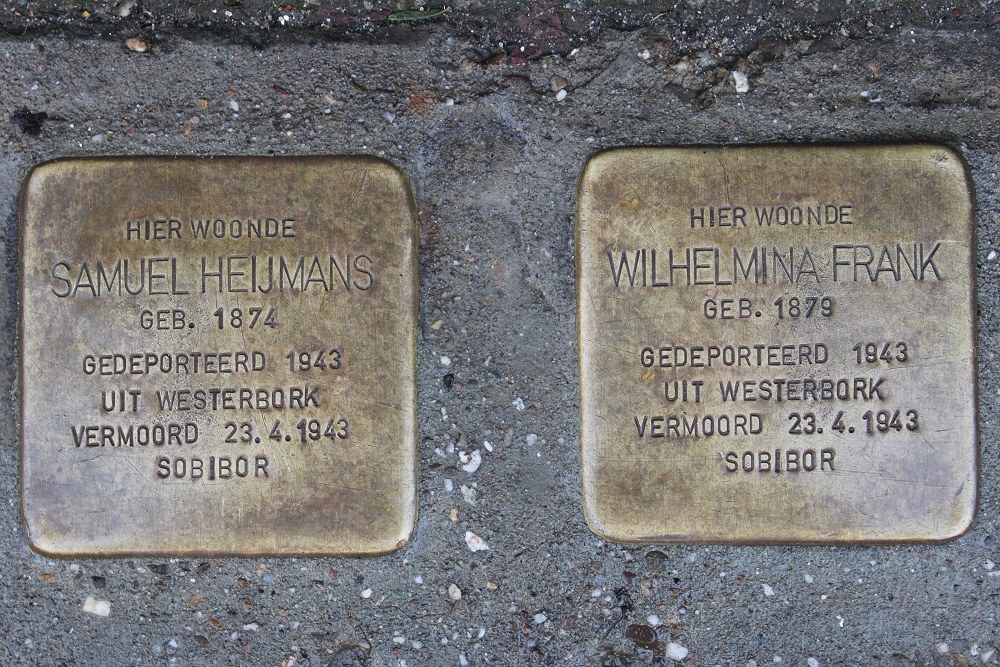 HIER WOONDE
SAMUEL HEIJMANS
GEB. 1874
GEDEPORTEERD 1943
UIT WESTERBORK
VERMOORD 23.4.1943
SOBIBOR
HIER WOONDE
WILHELMINA FRANK
GEB. 1879
GEDEPORTEERD 1943
UIT WESTERBORK
VERMOORD 23.4.1943
SOBIBOR